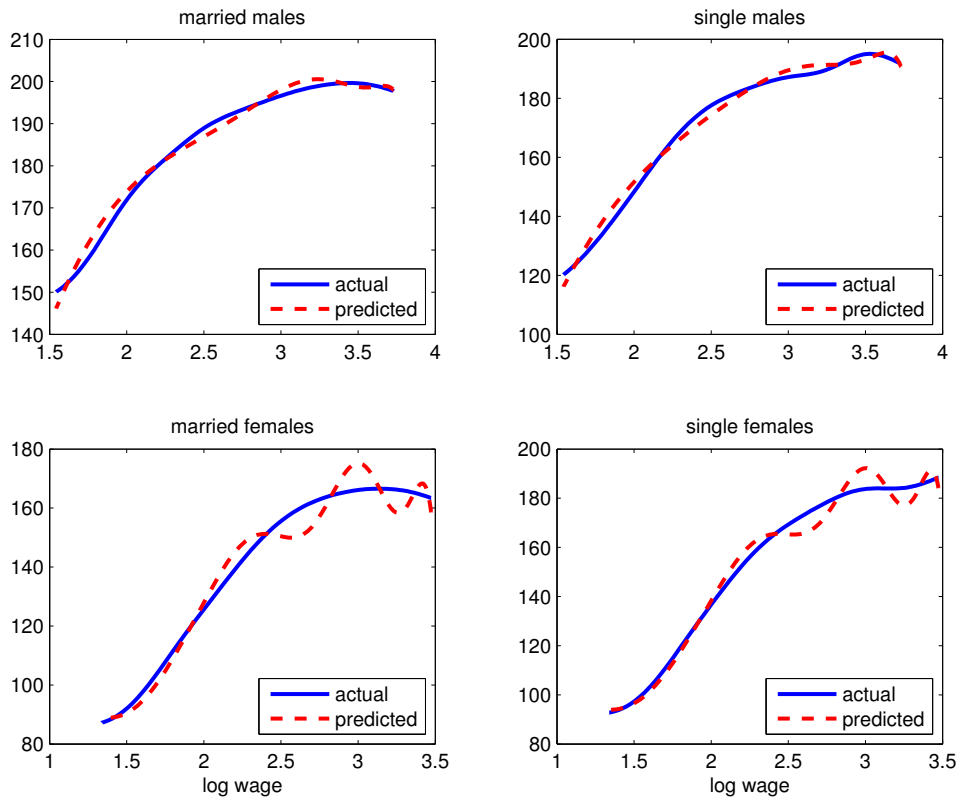 married males
210
200
190
180
170
160
150
140
1.5 2 2.5 3 3.5 4
actual
predicted
single males
200
180
160
140
120
100
1.5 2 2.5 3 3.5 4
actual
predicted
married females
180
160
140
120
100
80
1 1.5 2 2.5 3 3.5
log wage
actual
predicted
single females
200
180
160
140
120
100
80
1 1.5 2 2.5 3 3.5
log wage
actual
predicted